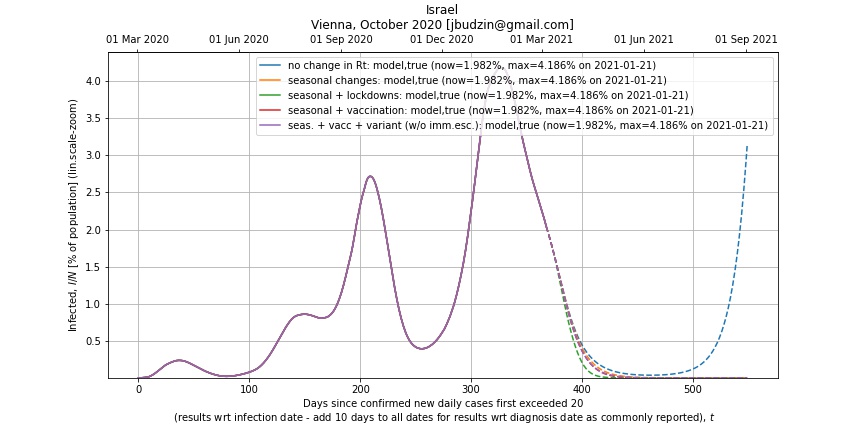 Israel
Vienna, October 2020 [jbudzin@gmail.com]
01 Mar 2020 01 Jun 2020 01 Sep 2020 01 Dec 2020 01 Mar 2021 01 Jun 2021 01 Sep 2021
no change in Rt: model,true (now=1.982%, max=4.186% on 2021-01-21)
seasonal changes: model,true (now=1.982%, max=4.186% on 2021-01-21)
seasonal + lockdowns: model,true (now=1.982%, max=4.186% on 2021-01-21)
seasonal + vaccination: model,true (now=1.982%, max=4.186% on 2021-01-21)
seas. + vacc + variant (w/o imm.esc.): model,true (now=1.982%, max=4.186% on 2021-01-21)
Infected, I/N [% of population] (lin.scale-zoom)
4.0
3.5
3.0
2.5
2.0
1.5
1.0
0.5
0 100 200 300 400 500
Days since confirmed new daily cases first exceeded 20
(results wrt infection date - add 10 days to all dates for results wrt diagnosis date as commonly reported), t